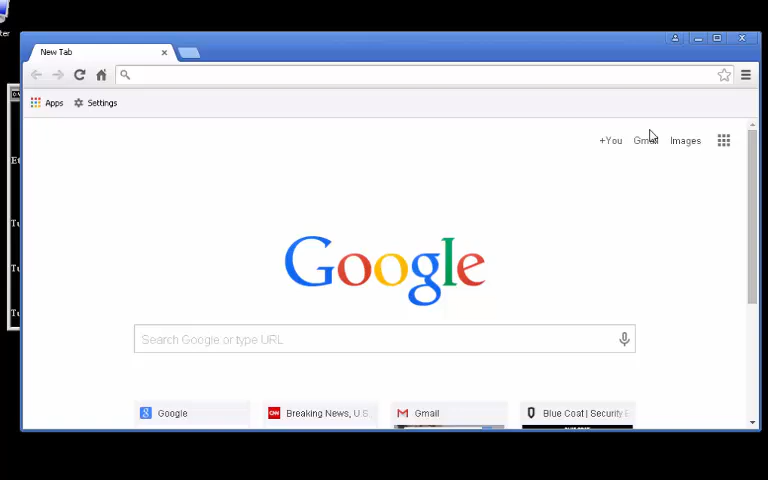 ter
New Tab
Apps Settings
+You Gmail Images
Google
Search Google or type URL
Google Breaking News, U.S. Gmail Blue Coat | Security